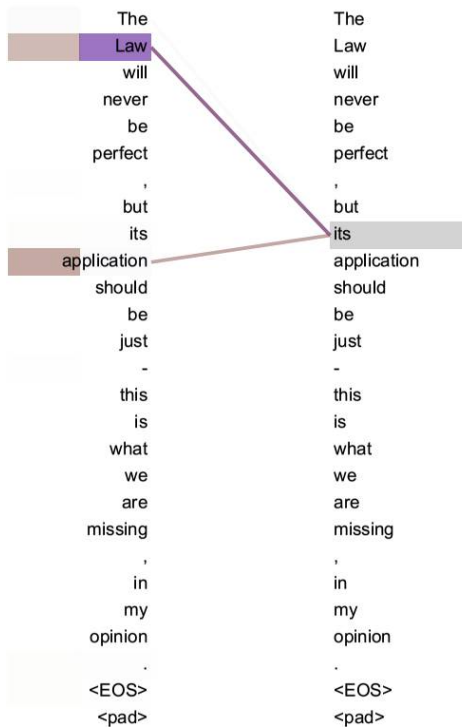 The The
Law Law
will will
never never
be be
perfect perfect
, ,
but but
its its
application application
should should
be be
just just
- -
this this
is is
what what
we we
are are
missing missing
, ,
in in
my my
opinion opinion
. .
<EOS> <EOS>
<pad> <pad>